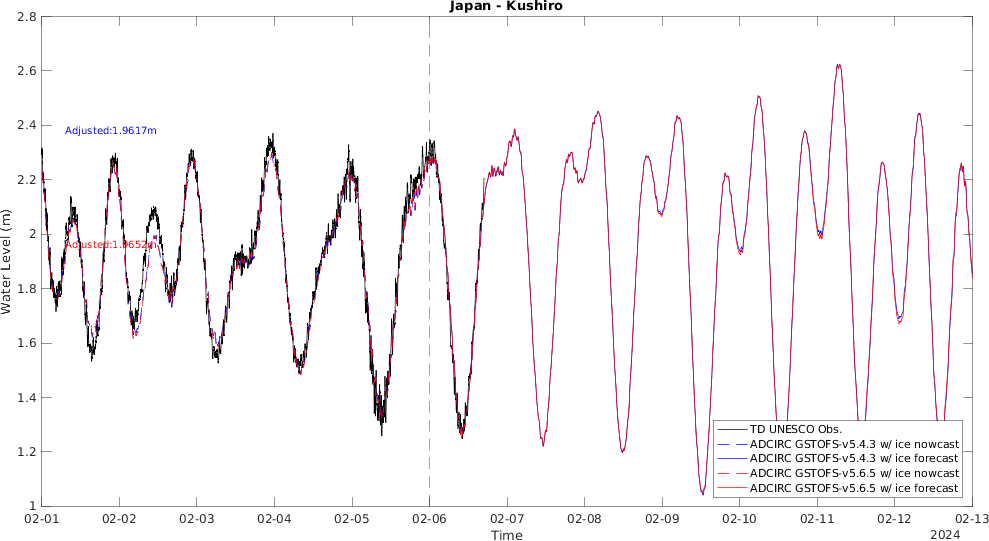 Japan - Kushiro
2.8
2.6
2.4
2.2
2
1.8
1.6
1.4
1.2
1
Water Level (m)
Adjusted:1.9617m
Adjusted:1.9652m
TD UNESCO Obs.
ADCIRC GSTOFS-v5.4.3 w/ ice nowcast
ADCIRC GSTOFS-v5.4.3 w/ ice forecast
ADCIRC GSTOFS-v5.6.5 w/ ice nowcast
ADCIRC GSTOFS-v5.6.5 w/ ice forecast
02-01 02-02 02-03 02-04 02-05 02-06 02-07 02-08 02-09 02-10 02-11 02-12 02-13
Time
2024